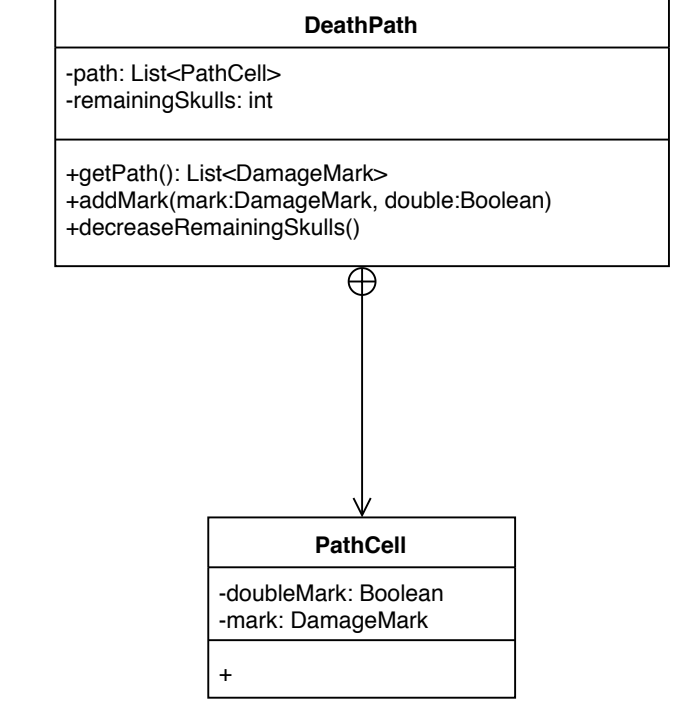 DeathPath
-path: List<PathCell>
-remainingSkulls: int
+getPath(): List<DamageMark>
+addMark(mark:DamageMark, double:Boolean)
+decreaseRemainingSkulls()
PathCell
-doubleMark: Boolean
-mark: DamageMark
+